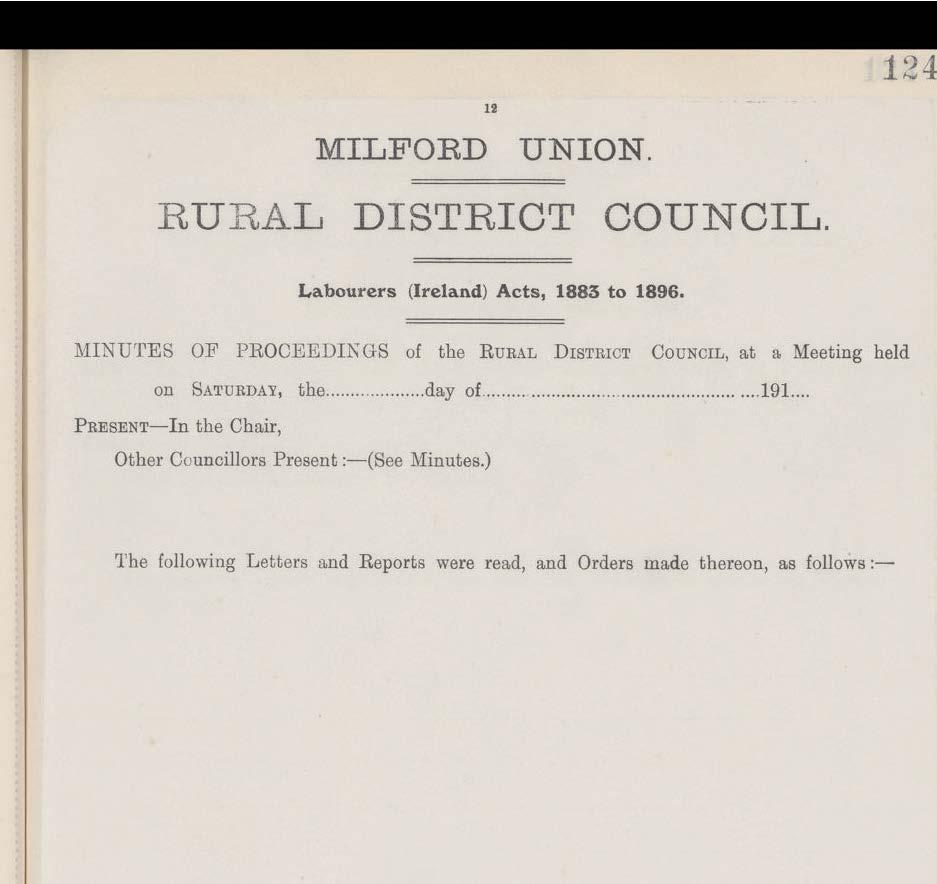 124
12
MILFORD UNION.
RURAL DISTRICT COUNCIL.
Labourers (Ireland) Acts, 1883 to 1896.
MINUTES OF PROCEEDINGS of the RURAL DISTRICT COUNCIL, at a Meeting held
on SATURDAY, the...................day of..................................................... ....191....
PRESENT—In the Chair,
Other Councillors Present :—(See Minutes.)
The following Letters and Reports were read, and Orders made thereon, as follows :—